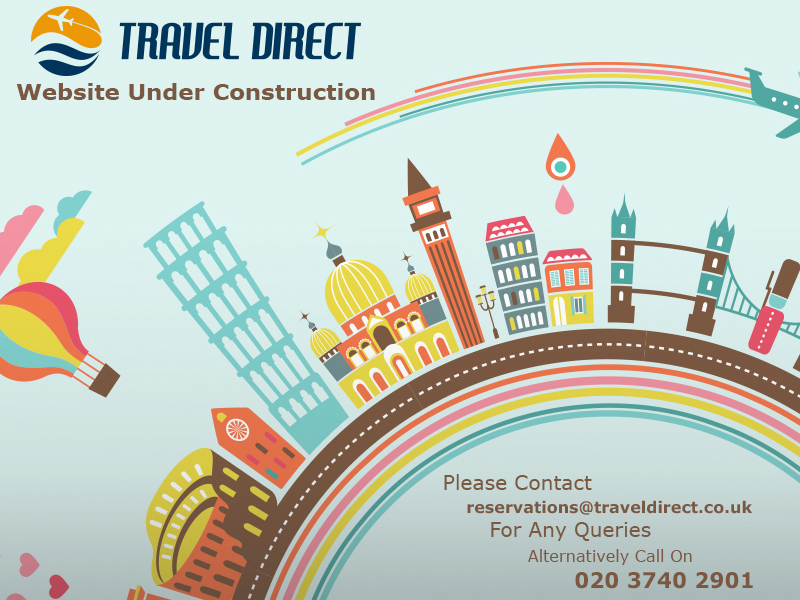 TRAVEL DIRECT
Website Under Construction
Please Contact
reservations@traveldirect.co.uk
For Any Queries
Alternatively Call On
020 3740 2901